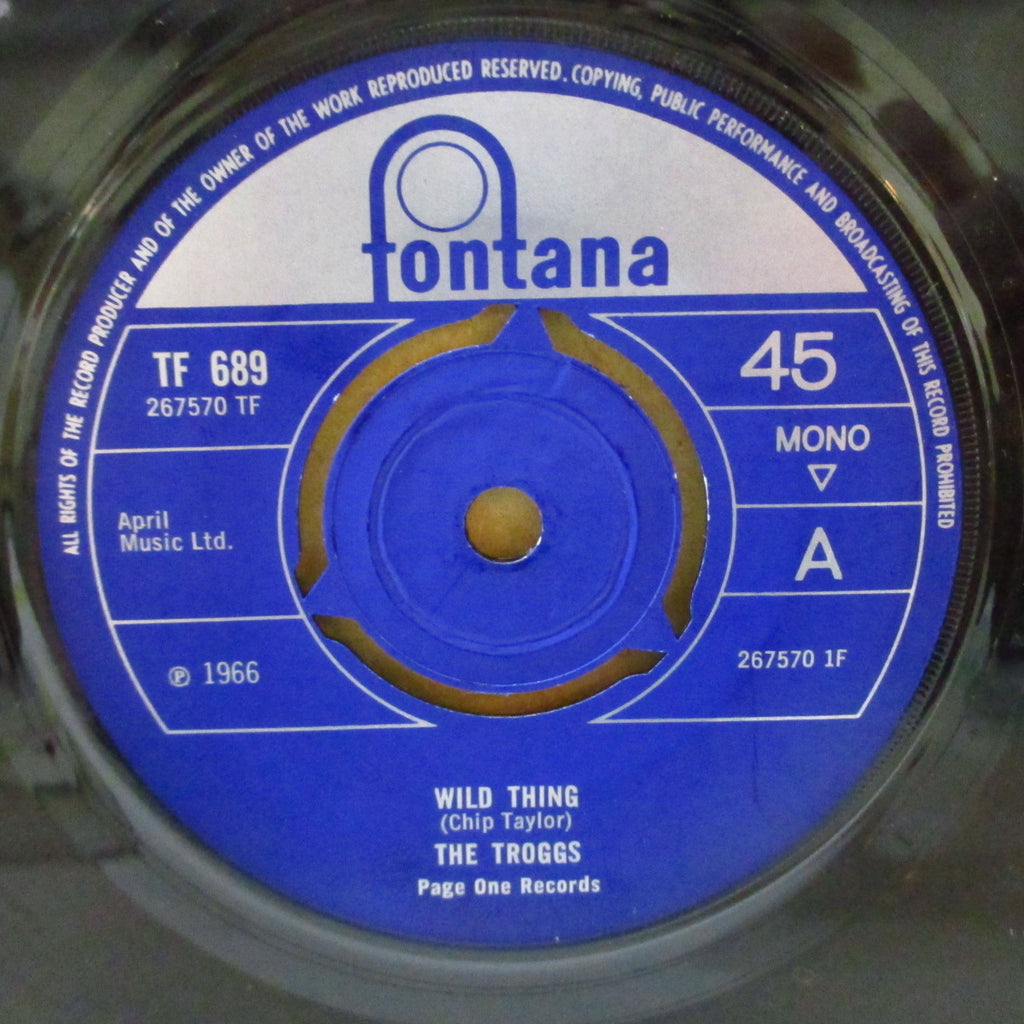 ALL RIGHTS OF THE RECORD PRODUCER AND OF THE OWNER OF THE WORK REPRODUCED RESERVED. COPYING, PUBLIC PERFORMANCE AND BROADCASTING OF THIS RECORD PROHIBITED
fontana
TF 689
267570 TF
45
MONO
April
Music Ltd.
A
℗ 1966
267570 1F
WILD THING
(Chip Taylor)
THE TROGGS
Page One Records